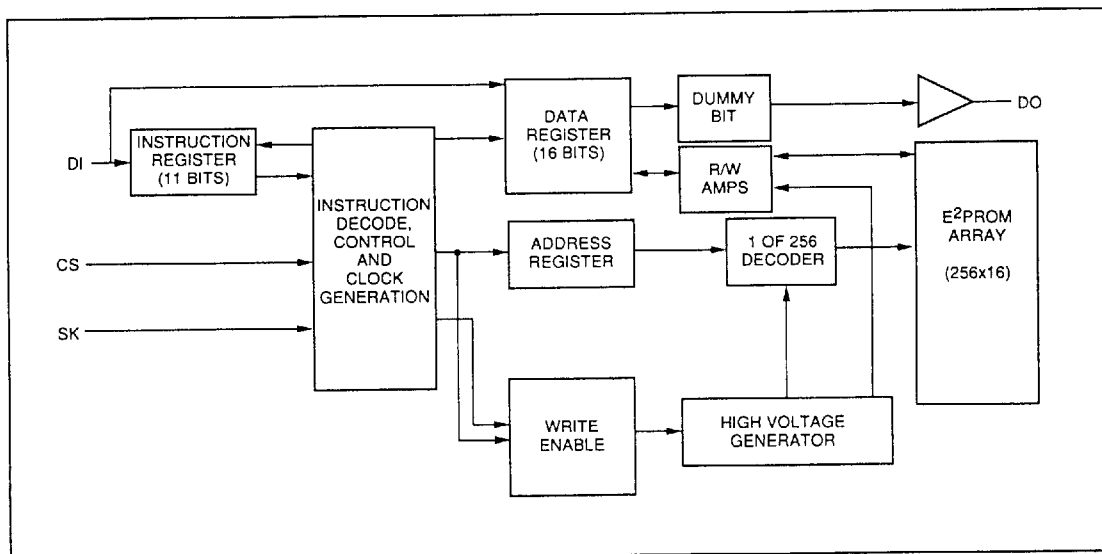 DI
INSTRUCTION
REGISTER
(11 BITS)
CS
SK
INSTRUCTION
DECODE,
CONTROL
AND
CLOCK
GENERATION
DATA
REGISTER
(16 BITS)
DUMMY
BIT
DO
R/W
AMPS
ADDRESS
REGISTER
1 OF 256
DECODER
E²PROM
ARRAY
(256x16)
WRITE
ENABLE
HIGH VOLTAGE
GENERATOR